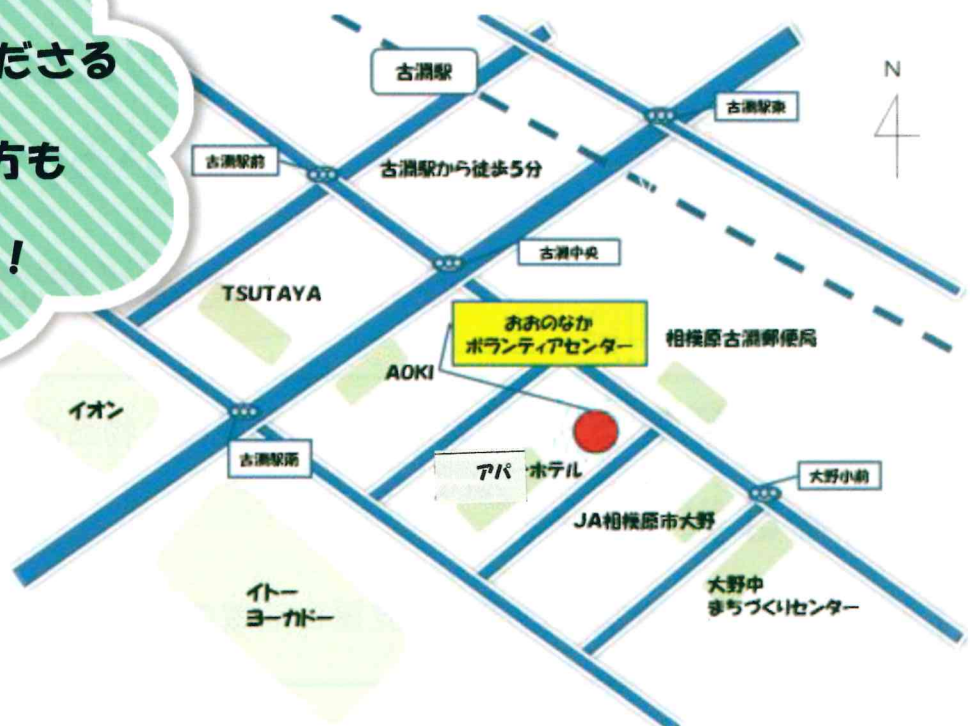 ださる
方も
！
古淵駅
N
古淵駅東
古淵駅前
古淵駅から徒歩5分
古淵中央
TSUTAYA
おおのなか
ボランティアセンター
相模原古淵郵便局
AOKI
イオン
古淵駅南
アパ
ホテル
大野小前
JA相模原市大野
イトー
ヨーカドー
大野中
まちづくりセンター